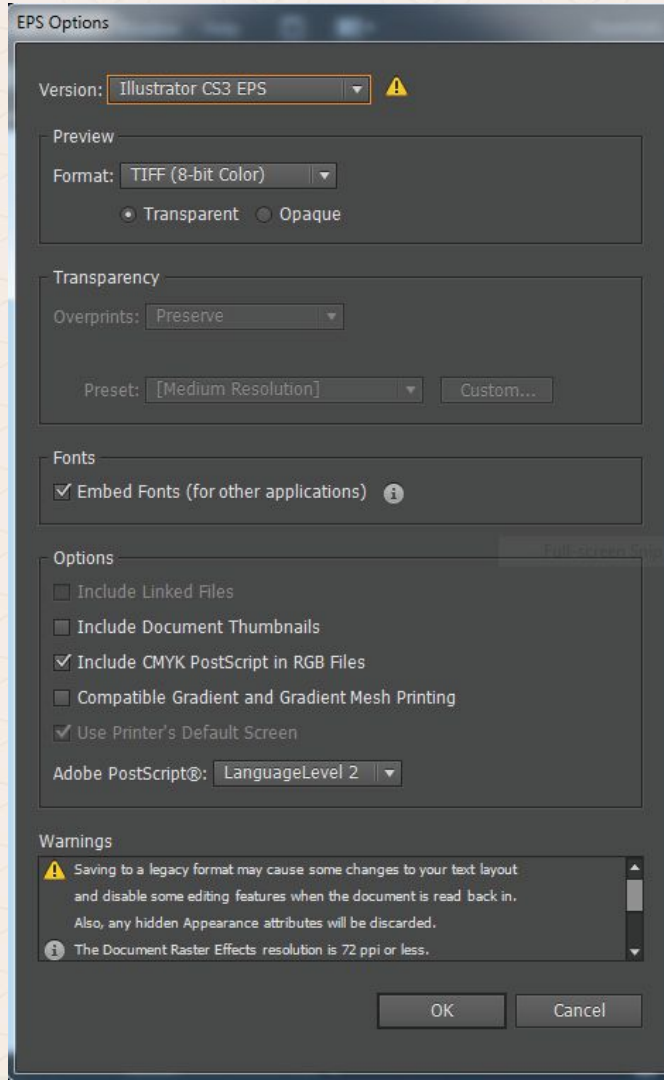 EPS Options
Version: Illustrator CS3 EPS
Preview
Format: TIFF (8-bit Color)
Transparent Opaque
Transparency
Overprints: Preserve
Preset: [Medium Resolution] Custom...
Fonts
Embed Fonts (for other applications)
Full-screen Snip
Options
Include Linked Files
Include Document Thumbnails
Include CMYK PostScript in RGB Files
Compatible Gradient and Gradient Mesh Printing
Use Printer's Default Screen
Adobe PostScript®: LanguageLevel 2
Warnings
Saving to a legacy format may cause some changes to your text layout
and disable some editing features when the document is read back in.
Also, any hidden Appearance attributes will be discarded.
The Document Raster Effects resolution is 72 ppi or less.
OK Cancel